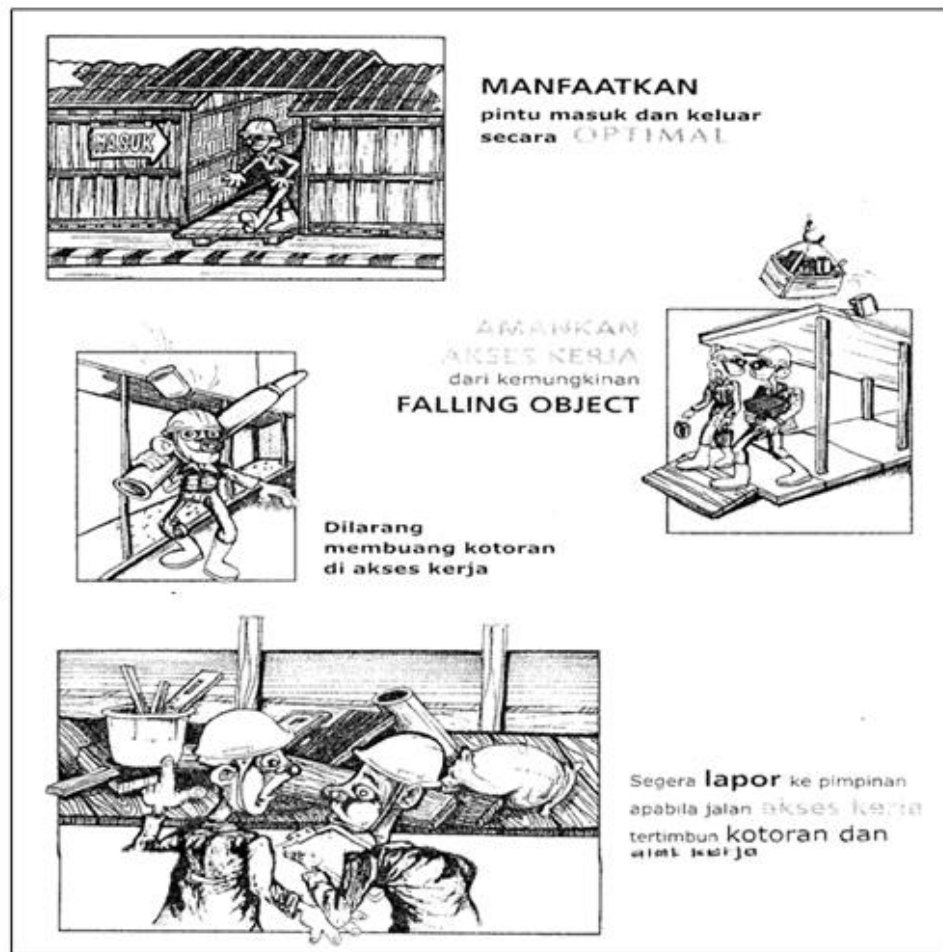 MASUK
MANFAATKAN
pintu masuk dan keluar
secara OPTIMAL
AMANKAN
AKSES KERJA
dari kemungkinan
FALLING OBJECT
Dilarang
membuang kotoran
di akses kerja
Segera lapor ke pimpinan
apabila jalan akses kerja
tertimbun kotoran dan
alat kerja